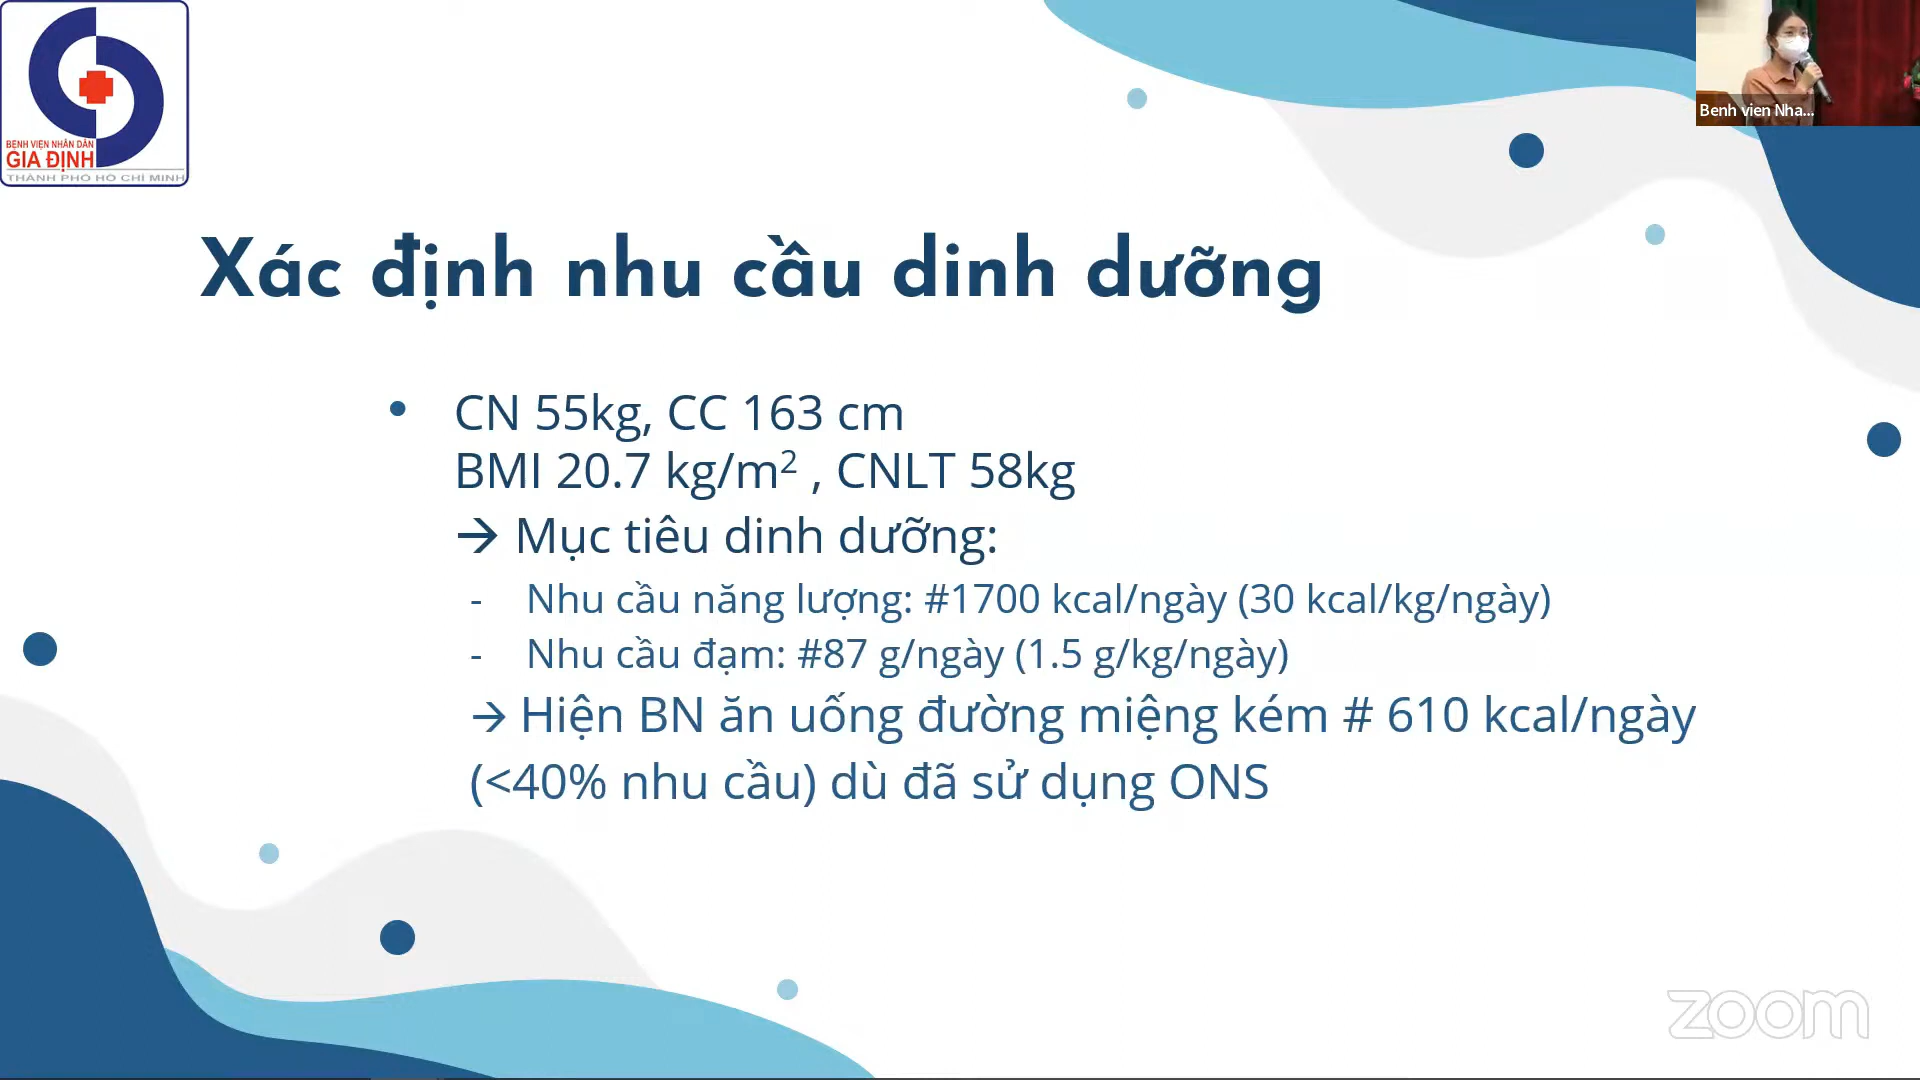 BỆNH VIỆN NHÂN DÂN
GIA ĐỊNH
THÀNH PHỐ HỒ CHÍ MINH
Benh vien Nha...
Xác định nhu cầu dinh dưỡng
• CN 55kg, CC 163 cm
BMI 20.7 kg/m² , CNLT 58kg
→ Mục tiêu dinh dưỡng:
- Nhu cầu năng lượng: #1700 kcal/ngày (30 kcal/kg/ngày)
- Nhu cầu đạm: #87 g/ngày (1.5 g/kg/ngày)
→ Hiện BN ăn uống đường miệng kém # 610 kcal/ngày
(<40% nhu cầu) dù đã sử dụng ONS
zoom